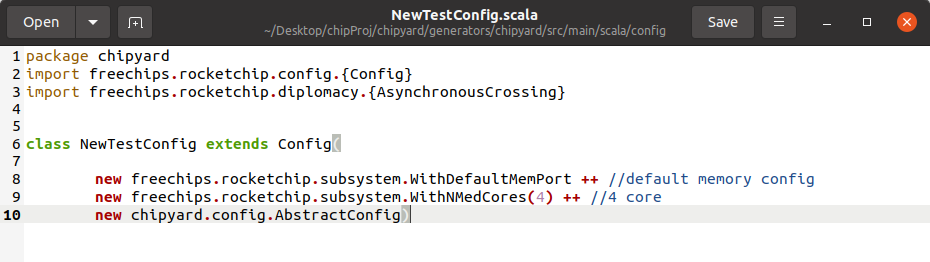 Open
NewTestConfig.scala
~/Desktop/chipProj/chipyard/generators/chipyard/src/main/scala/config
Save
1 package chipyard
2 import freechips.rocketchip.config.{Config}
3 import freechips.rocketchip.diplomacy.{AsynchronousCrossing}
4
5
6 class NewTestConfig extends Config(
7
8 new freechips.rocketchip.subsystem.WithDefaultMemPort ++ //default memory config
9 new freechips.rocketchip.subsystem.WithNMedCores(4) ++ //4 core
10 new chipyard.config.AbstractConfig)